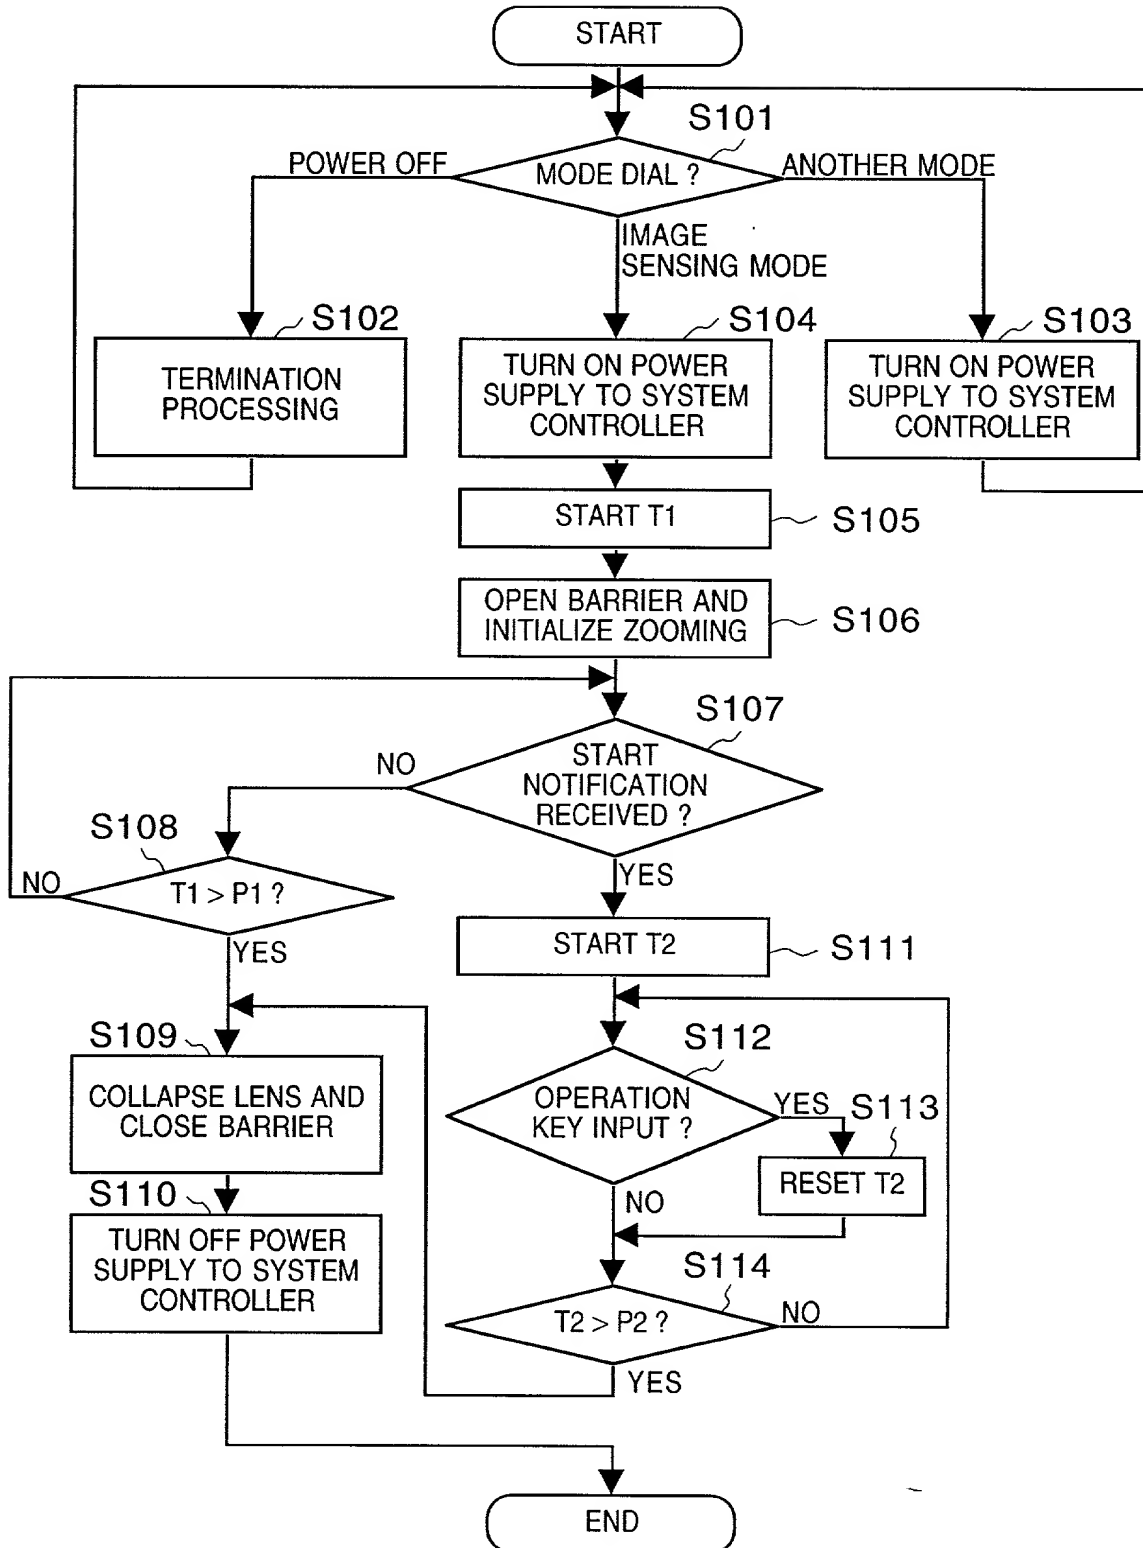 START
S101
MODE DIAL ?
POWER OFF
ANOTHER MODE
IMAGE
SENSING MODE
S102
TERMINATION
PROCESSING
S104
TURN ON POWER
SUPPLY TO SYSTEM
CONTROLLER
S103
TURN ON POWER
SUPPLY TO SYSTEM
CONTROLLER
START T1
S105
OPEN BARRIER AND
INITIALIZE ZOOMING
S106
S107
START
NOTIFICATION
RECEIVED ?
NO
YES
S108
T1 > P1 ?
NO
YES
START T2
S111
S109
COLLAPSE LENS AND
CLOSE BARRIER
S112
OPERATION
KEY INPUT ?
YES
S113
RESET T2
NO
S110
TURN OFF POWER
SUPPLY TO SYSTEM
CONTROLLER
S114
T2 > P2 ?
NO
YES
END